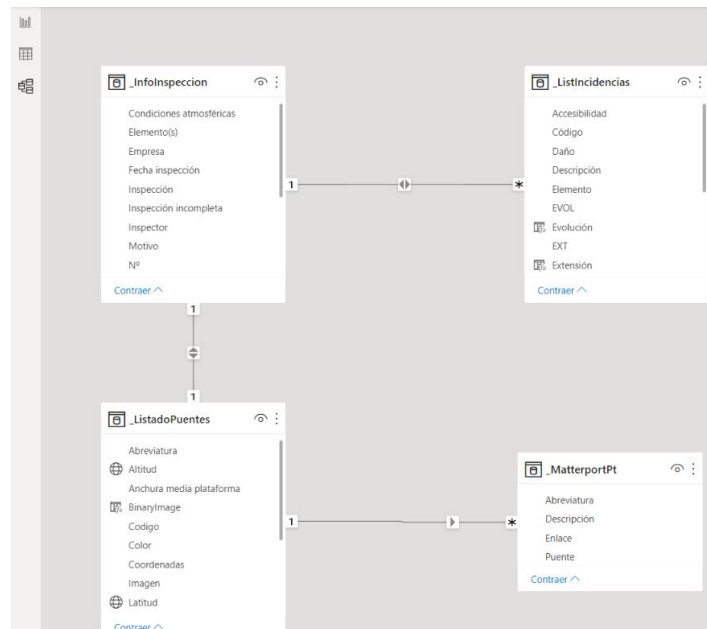 _InfoInspeccion
Condiciones atmosféricas
Elemento(s)
Empresa
Fecha inspección
Inspección
Inspección incompleta
Inspector
Motivo
Nº
Contraer
_ListIncidencias
Accesibilidad
Código
Daño
Descripción
Elemento
EVOL
Evolución
EXT
Extensión
Contraer
1
*
1
1
_ListadoPuentes
Abreviatura
Altitud
Anchura media plataforma
BinaryImage
Codigo
Color
Coordenadas
Imagen
Latitud
Contraer
1
*
_MatterportPt
Abreviatura
Descripción
Enlace
Puente
Contraer